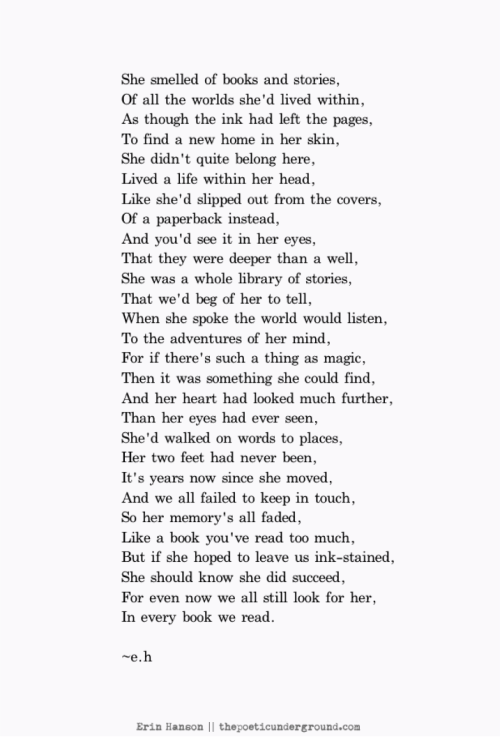 She smelled of books and stories,
Of all the worlds she'd lived within,
As though the ink had left the pages,
To find a new home in her skin,
She didn't quite belong here,
Lived a life within her head,
Like she'd slipped out from the covers,
Of a paperback instead,
And you'd see it in her eyes,
That they were deeper than a well,
She was a whole library of stories,
That we'd beg of her to tell,
When she spoke the world would listen,
To the adventures of her mind,
For if there's such a thing as magic,
Then it was something she could find,
And her heart had looked much further,
Than her eyes had ever seen,
She'd walked on words to places,
Her two feet had never been,
It's years now since she moved,
And we all failed to keep in touch,
So her memory's all faded,
Like a book you've read too much,
But if she hoped to leave us ink-stained,
She should know she did succeed,
For even now we all still look for her,
In every book we read.
~e.h
Erin Hanson || thepoeticunderground.com